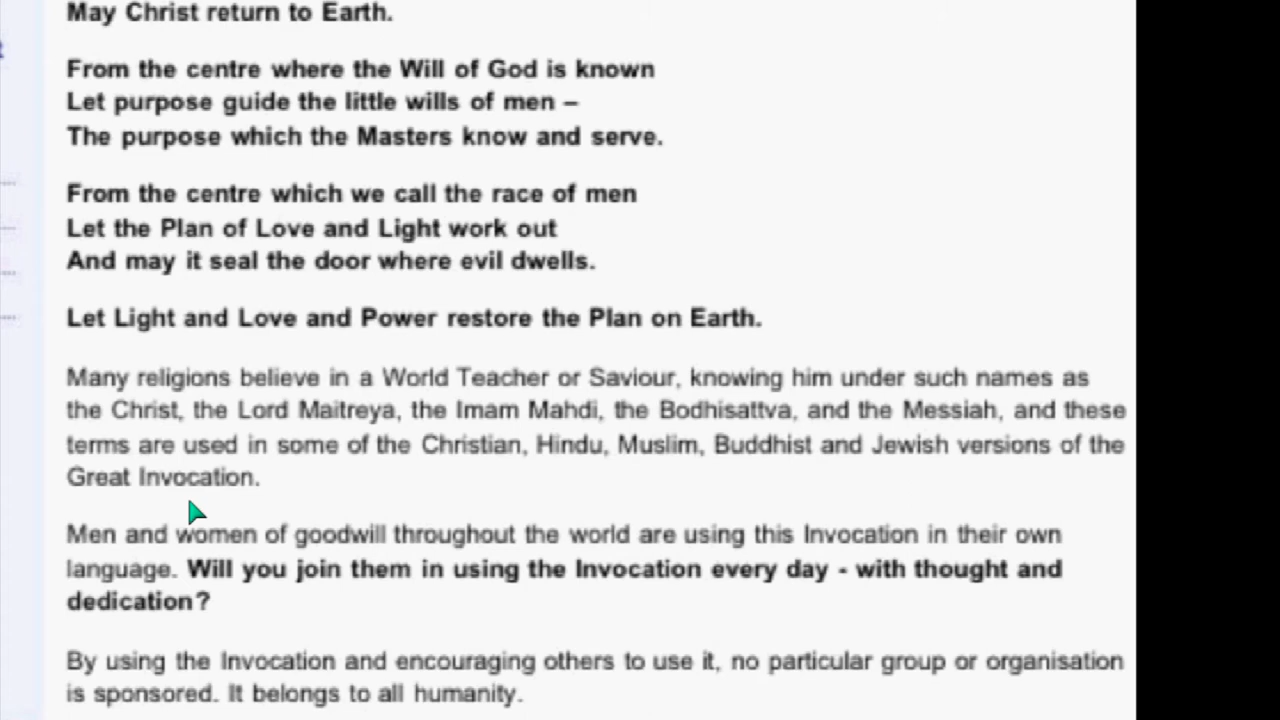 May Christ return to Earth.
From the centre where the Will of God is known
Let purpose guide the little wills of men –
The purpose which the Masters know and serve.
From the centre which we call the race of men
Let the Plan of Love and Light work out
And may it seal the door where evil dwells.
Let Light and Love and Power restore the Plan on Earth.
Many religions believe in a World Teacher or Saviour, knowing him under such names as
the Christ, the Lord Maitreya, the Imam Mahdi, the Bodhisattva, and the Messiah, and these
terms are used in some of the Christian, Hindu, Muslim, Buddhist and Jewish versions of the
Great Invocation.
Men and women of goodwill throughout the world are using this Invocation in their own
language. Will you join them in using the Invocation every day - with thought and
dedication?
By using the Invocation and encouraging others to use it, no particular group or organisation
is sponsored. It belongs to all humanity.